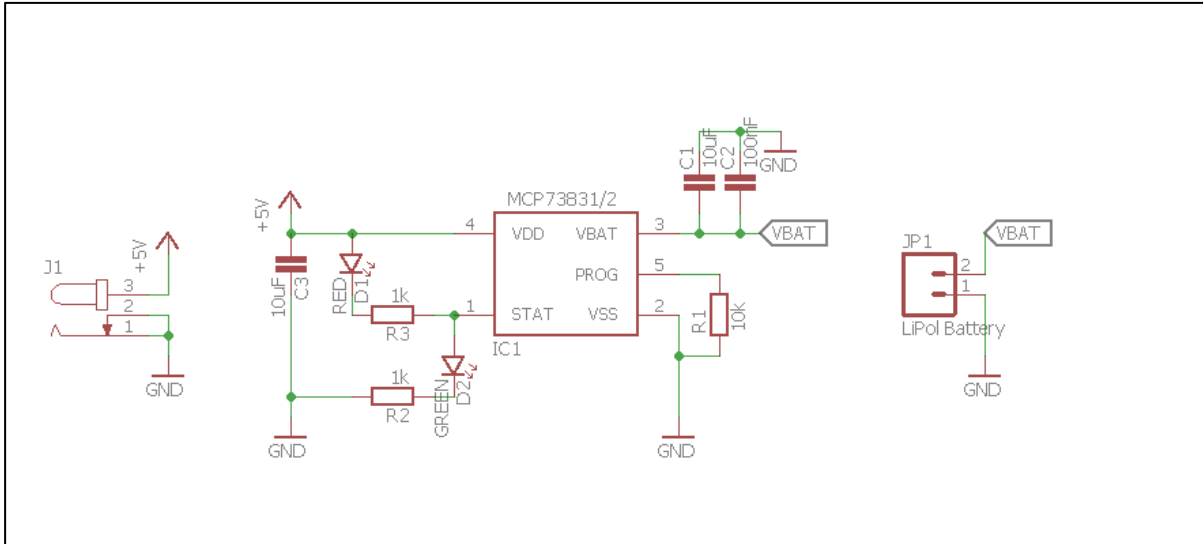 J1
+5V
3
2
1
GND
+5V
10uF
C3
GND
RED
D1
1k
R3
1k
R2
GREEN
D2
MCP73831/2
4
VDD
VBAT
3
PROG
5
1
STAT
VSS
2
IC1
C1
10uF
C2
100nF
GND
VBAT
R1
10k
GND
JP1
VBAT
2
1
LiPol Battery
GND